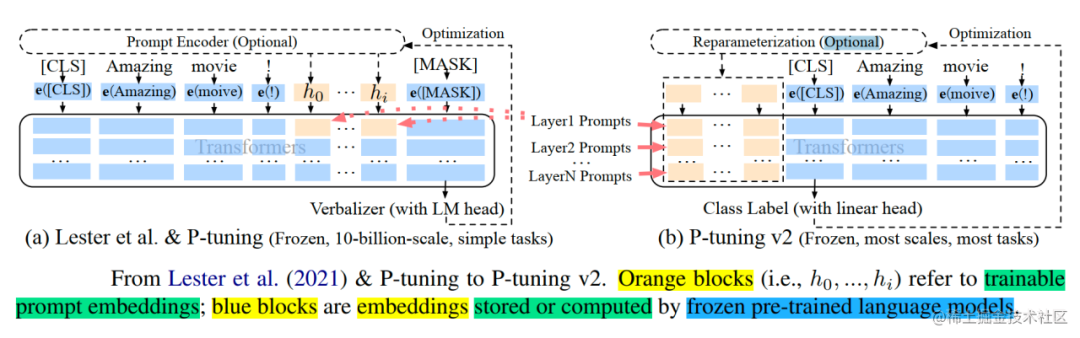 Prompt Encoder (Optional)
Optimization
[CLS] Amazing movie ! [MASK]
e([CLS]) e(Amazing) e(moive) e(!) h0 ... hi e([MASK])
Transformers
...
Verbalizer (with LM head)
(a) Lester et al. & P-tuning (Frozen, 10-billion-scale, simple tasks)
Layer1 Prompts
Layer2 Prompts
...
LayerN Prompts
Reparameterization (Optional)
Optimization
[CLS] Amazing movie !
... e([CLS]) e(Amazing) e(moive) e(!)
Transformers
...
Class Label (with linear head)
(b) P-tuning v2 (Frozen, most scales, most tasks)
From Lester et al. (2021) & P-tuning to P-tuning v2. Orange blocks (i.e., h0, ..., hi) refer to trainable
prompt embeddings; blue blocks are embeddings stored or computed by frozen pre-trained language models.
@稀土掘金技术社区